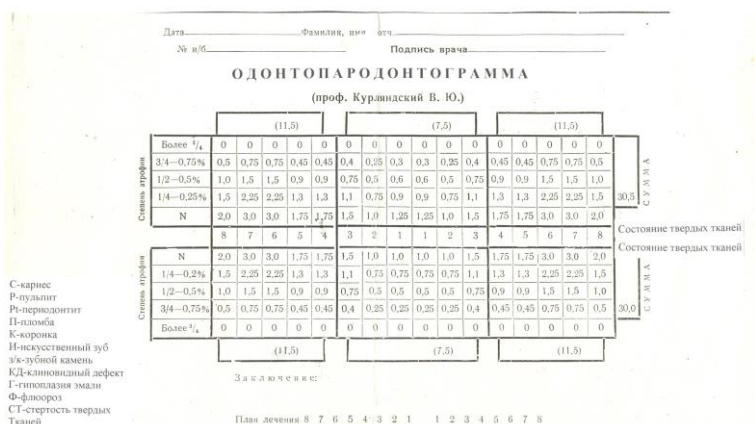 Дата Фамилия, имя отч
№ и/б Подпись врача
ОДОНТОПАРОДОНТОГРАММА
(проф. Курляндский В. Ю.)
(11,5) (7,5) (11,5)
Степень атрофии
Более 3/4 0 0 0 0 0 0 0 0 0 0 0 0 0 0 0 0
3/4—0,75% 0,5 0,75 0,75 0,45 0,45 0,4 0,25 0,3 0,3 0,25 0,4 0,45 0,45 0,75 0,75 0,5
1/2—0,5% 1,0 1,5 1,5 0,9 0,9 0,75 0,5 0,6 0,6 0,5 0,75 0,9 0,9 1,5 1,5 1,0
1/4—0,25% 1,5 2,25 2,25 1,3 1,3 1,1 0,75 0,9 0,9 0,75 1,1 1,3 1,3 2,25 2,25 1,5 30,5 СУММА
N 2,0 3,0 3,0 1,75 1,75 1,5 1,0 1,25 1,25 1,0 1,5 1,75 1,75 3,0 3,0 2,0
8 7 6 5 4 3 2 1 1 2 3 4 5 6 7 8 Состояние твердых тканей
Состояние твердых тканей
Степень атрофии
N 2,0 3,0 3,0 1,75 1,75 1,5 1,0 1,0 1,0 1,0 1,5 1,75 1,75 3,0 3,0 2,0
1/4—0,2% 1,5 2,25 2,25 1,3 1,3 1,1 0,75 0,75 0,75 0,75 1,1 1,3 1,3 2,25 2,25 1,5
1/2—0,5% 1,0 1,5 1,5 0,9 0,9 0,75 0,5 0,5 0,5 0,5 0,75 0,9 0,9 1,5 1,5 1,0
3/4—0,75% 0,5 0,75 0,75 0,45 0,45 0,4 0,25 0,25 0,25 0,25 0,4 0,45 0,45 0,75 0,75 0,5 30,0 СУММА
Более 3/4 0 0 0 0 0 0 0 0 0 0 0 0 0 0 0 0
(11,5) (7,5) (11,5)
С-кариес
Р-пульпит
Pt-периодонтит
П-пломба
К-коронка
И-искусственный зуб
з/к-зубной камень
КД-клиновидный дефект
Г-гипоплазия эмали
Ф-флюороз
СТ-стертость твердых
Тканей
Заключение:
План лечения 8 7 6 5 4 3 2 1 1 2 3 4 5 6 7 8